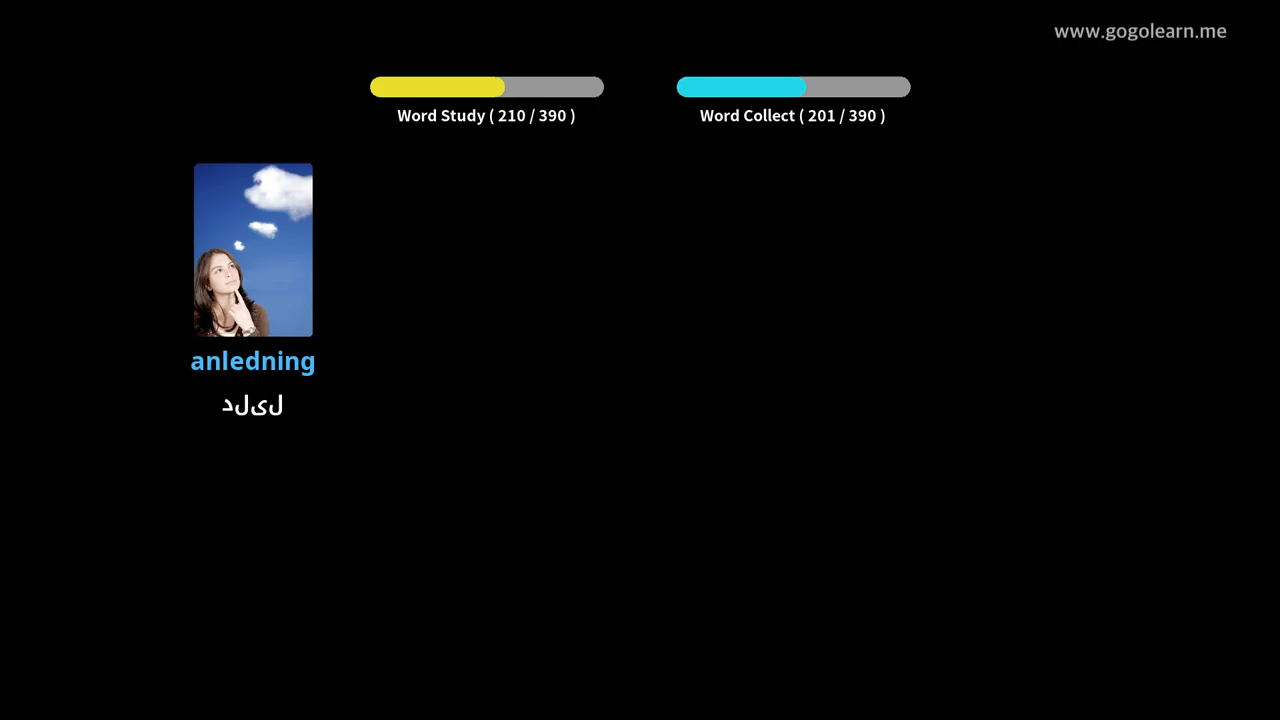 www.gogolearn.me
Word Study ( 210 / 390 )
Word Collect ( 201 / 390 )
anledning
دلیل